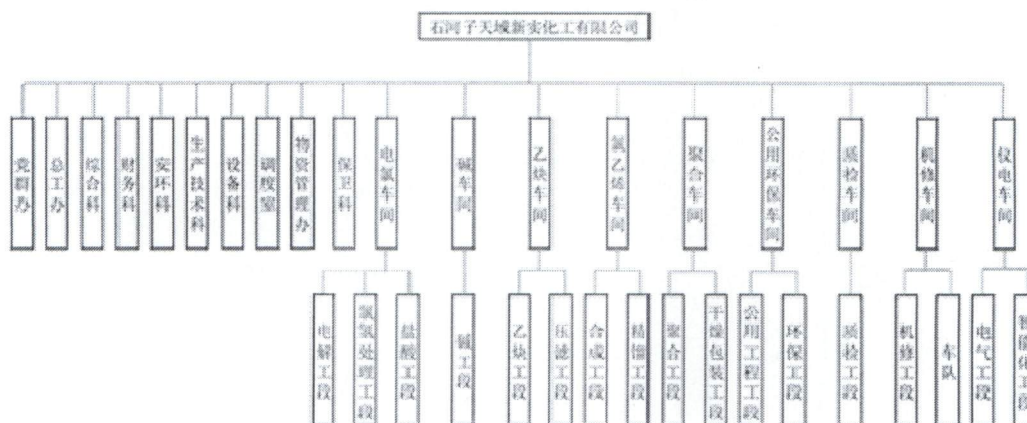 石河子天域新实化工有限公司
党群办
总工办
综合科
财务科
安环科
生产技术科
设备科
调度室
物资管理办
保卫科
电氯车间
碱车间
乙炔车间
氯乙烯车间
聚合车间
公用环保车间
质检车间
机修车间
仪电车间
电解工段
氯氢处理工段
盐酸工段
碱工段
乙炔工段
压滤工段
合成工段
精馏工段
聚合工段
干燥包装工段
公用工程工段
环保工段
质检工段
机修工段
车队
电气工段